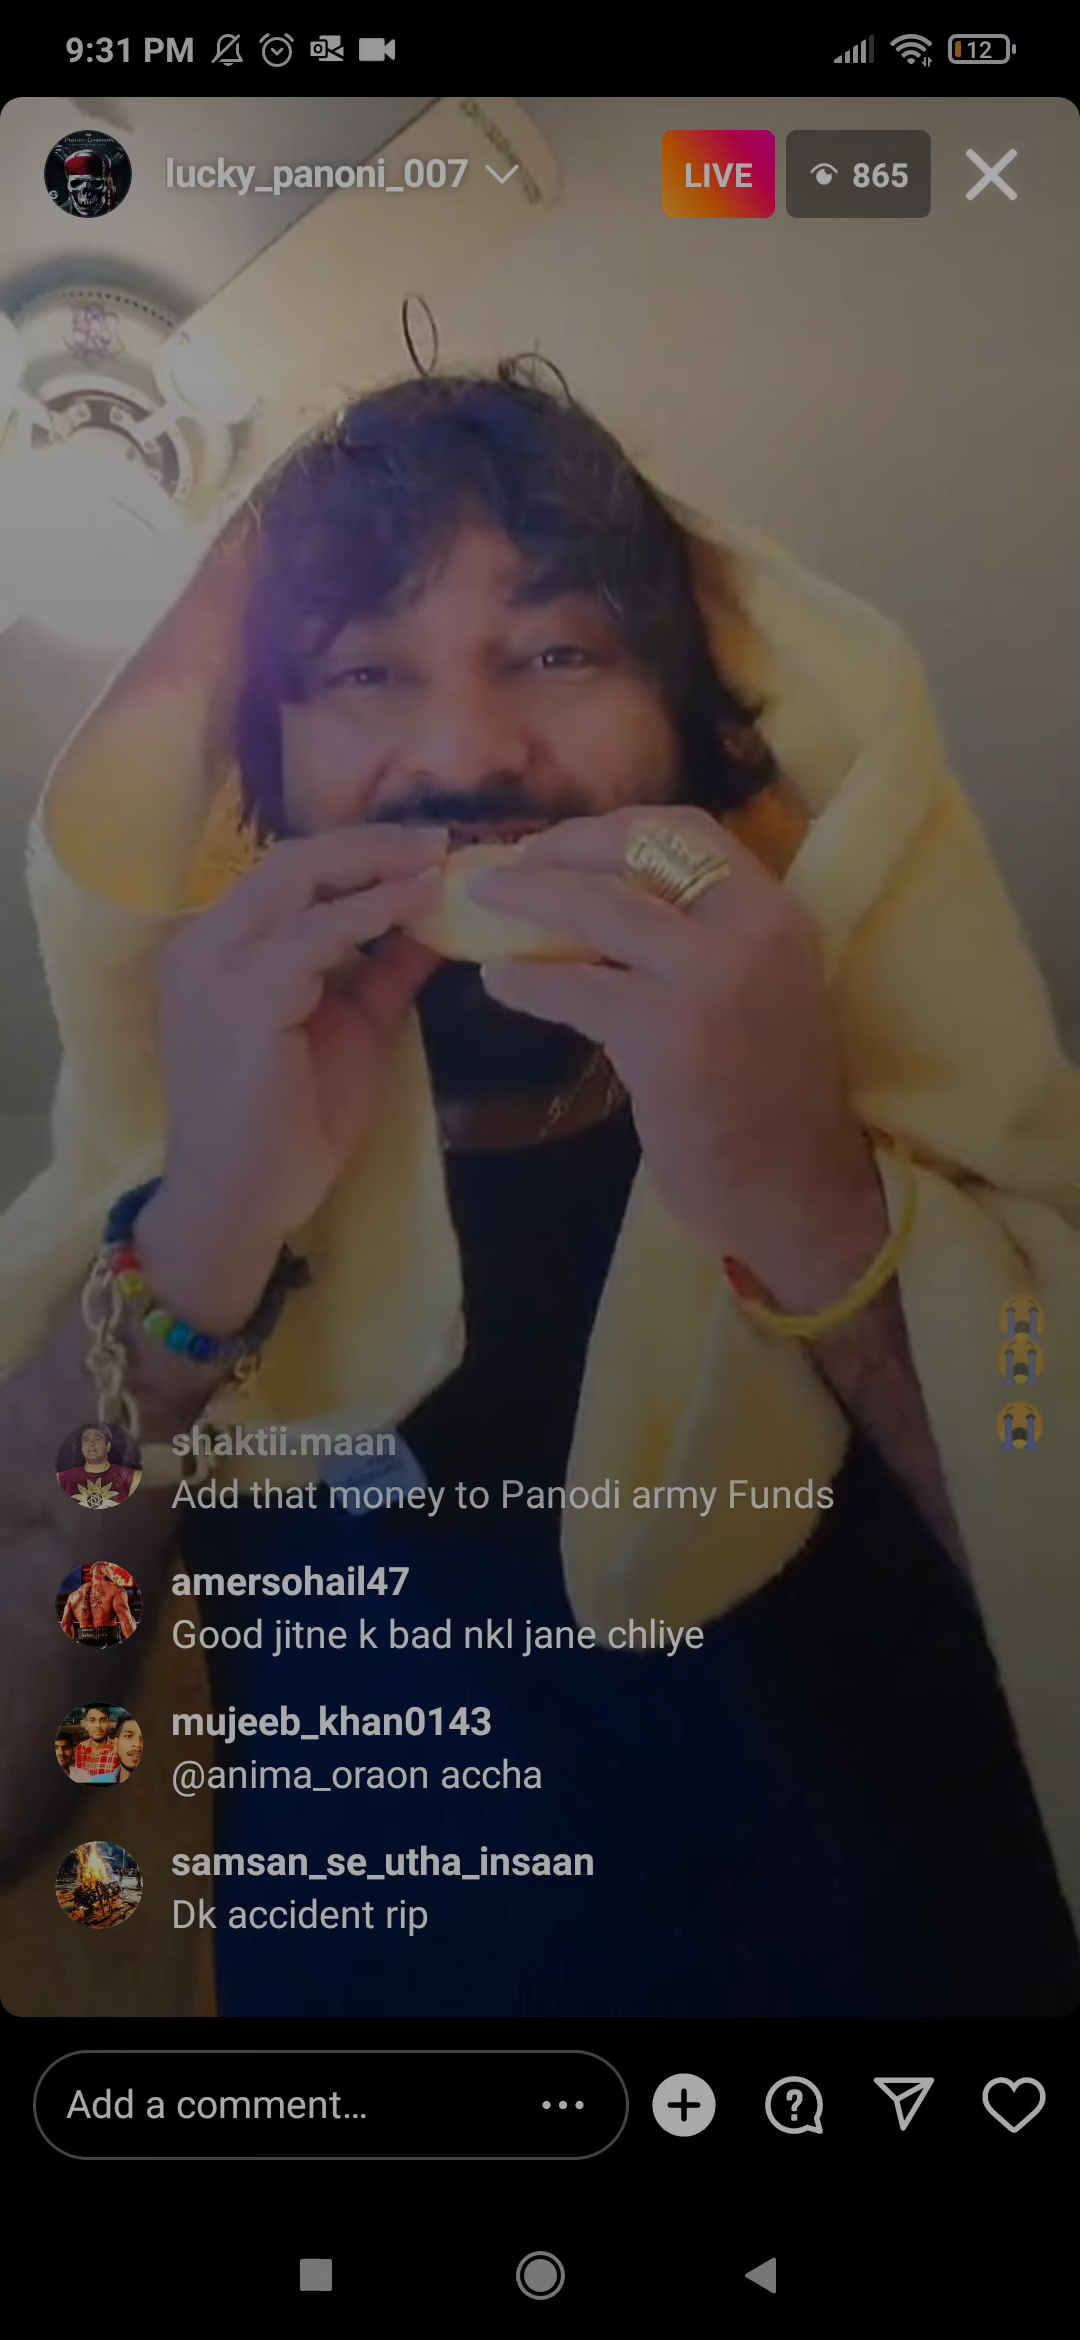 9:31 PM
12
lucky_panoni_007
LIVE
865
shaktii.maan
Add that money to Panodi army Funds
amersohail47
Good jitne k bad nkl jane chliye
mujeeb_khan0143
@anima_oraon accha
samsan_se_utha_insaan
Dk accident rip
Add a comment...